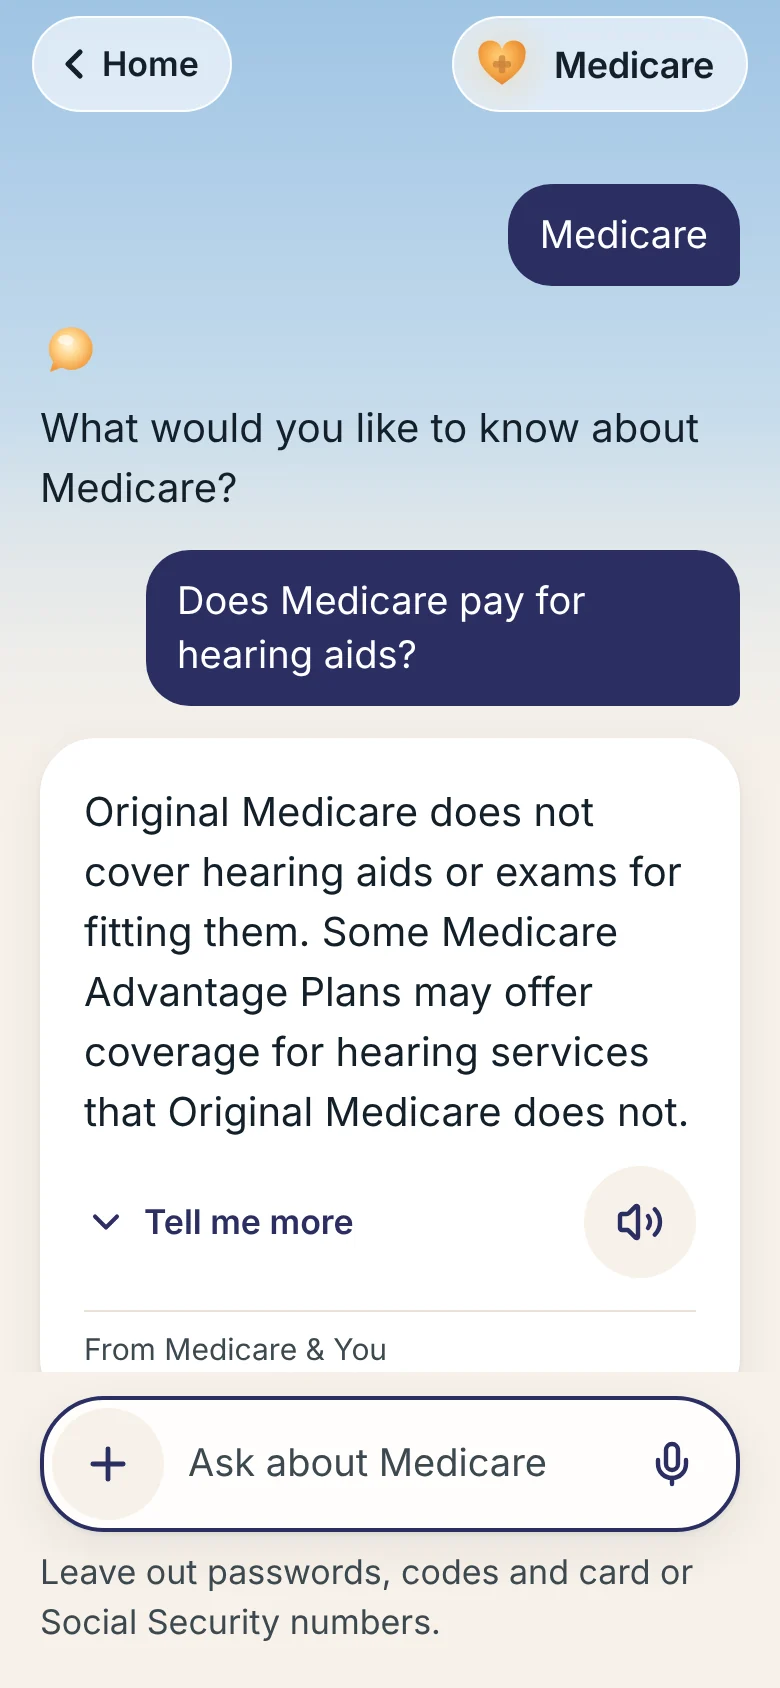 Home
Medicare
Medicare
What would you like to know about
Medicare?
Does Medicare pay for
hearing aids?
Original Medicare does not
cover hearing aids or exams for
fitting them. Some Medicare
Advantage Plans may offer
coverage for hearing services
that Original Medicare does not.
Tell me more
From Medicare & You
Ask about Medicare
Leave out passwords, codes and card or
Social Security numbers.